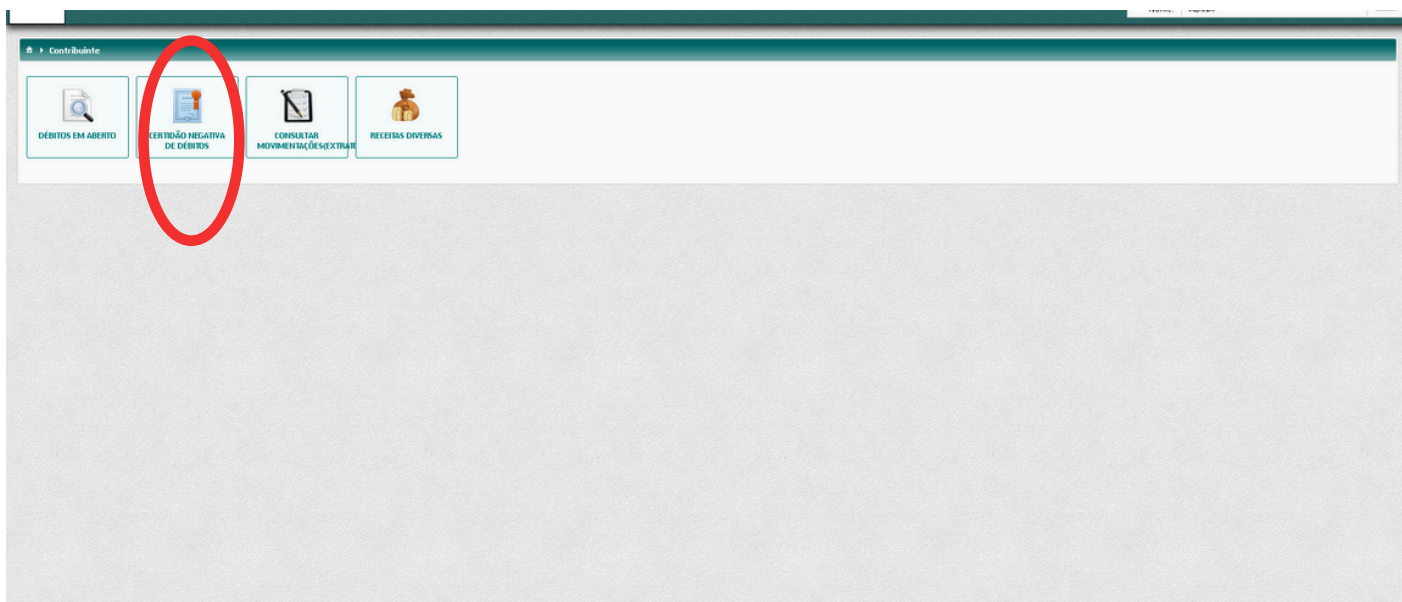 Contribuinte
DÉBITOS EM ABERTO
CERTIDÃO NEGATIVA
DE DÉBITOS
CONSULTAR
MOVIMENTAÇÕES(EXTRAT
RECEITAS DIVERSAS